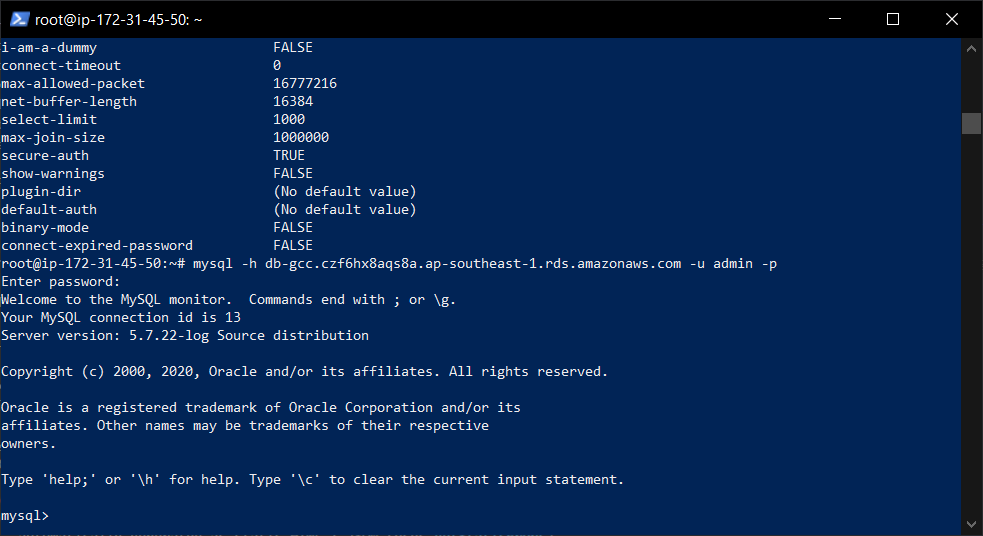 root@ip-172-31-45-50: ~
i-am-a-dummy FALSE
connect-timeout 0
max-allowed-packet 16777216
net-buffer-length 16384
select-limit 1000
max-join-size 1000000
secure-auth TRUE
show-warnings FALSE
plugin-dir (No default value)
default-auth (No default value)
binary-mode FALSE
connect-expired-password FALSE
root@ip-172-31-45-50:~# mysql -h db-gcc.czf6hx8aqs8a.ap-southeast-1.rds.amazonaws.com -u admin -p
Enter password:
Welcome to the MySQL monitor.  Commands end with ; or \g.
Your MySQL connection id is 13
Server version: 5.7.22-log Source distribution
Copyright (c) 2000, 2020, Oracle and/or its affiliates. All rights reserved.
Oracle is a registered trademark of Oracle Corporation and/or its
affiliates. Other names may be trademarks of their respective
owners.
Type 'help;' or '\h' for help. Type '\c' to clear the current input statement.
mysql>